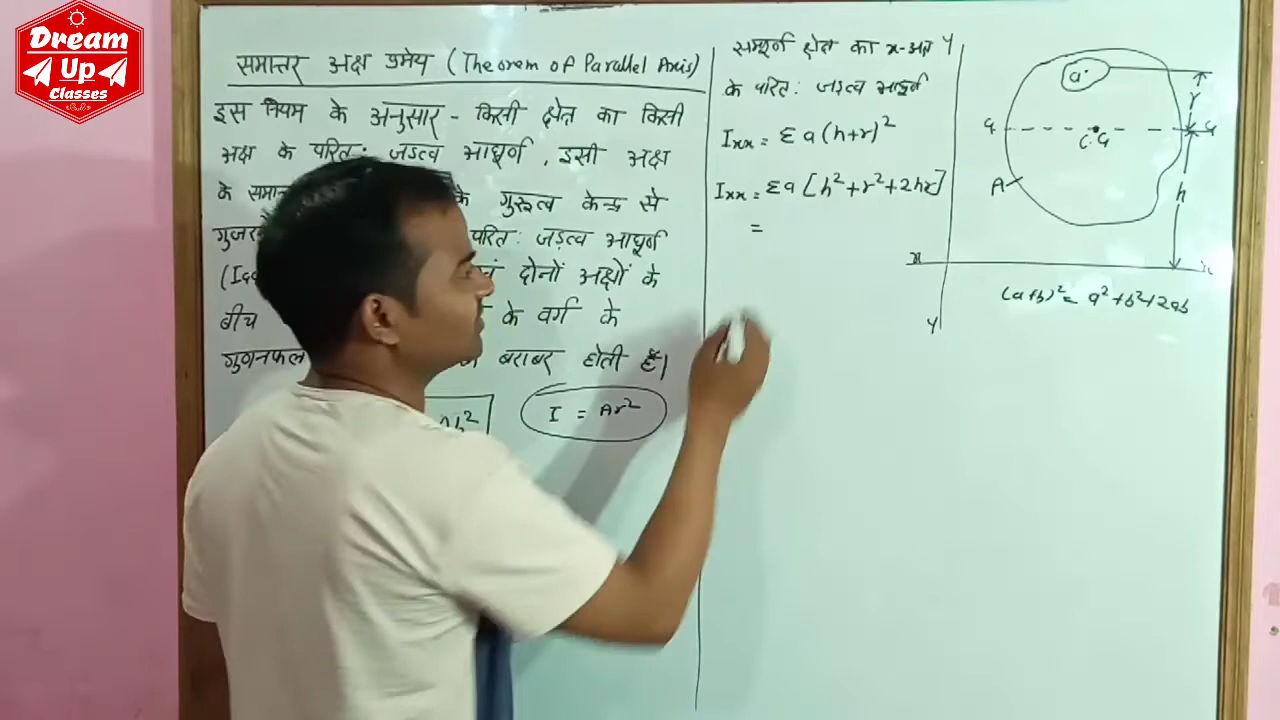 Dream
Up
Classes
समान्तर अक्ष प्रमेय (Theorem of Parallel Axis)
इस नियम के अनुसार - किसी क्षेत्र का किसी
अक्ष के परितः जड़त्व आघूर्ण, इसी अक्ष
के के गुरुत्व केन्द्र से
परितः जड़त्व आघूर्ण
दोनों अक्षों के
बीच के वर्ग के
गुणनफल बराबर होती है।
I = Ar²
सम्पूर्ण क्षेत्र का x-अक्ष
के परितः जड़त्व आघूर्ण
Ixx = Σa(h+r)²
Ixx = Σa[h²+r²+2hr]
=
Y
a
r
G
C.G
G
A
h
x
x
(a+b)² = a²+b²+2ab
Y